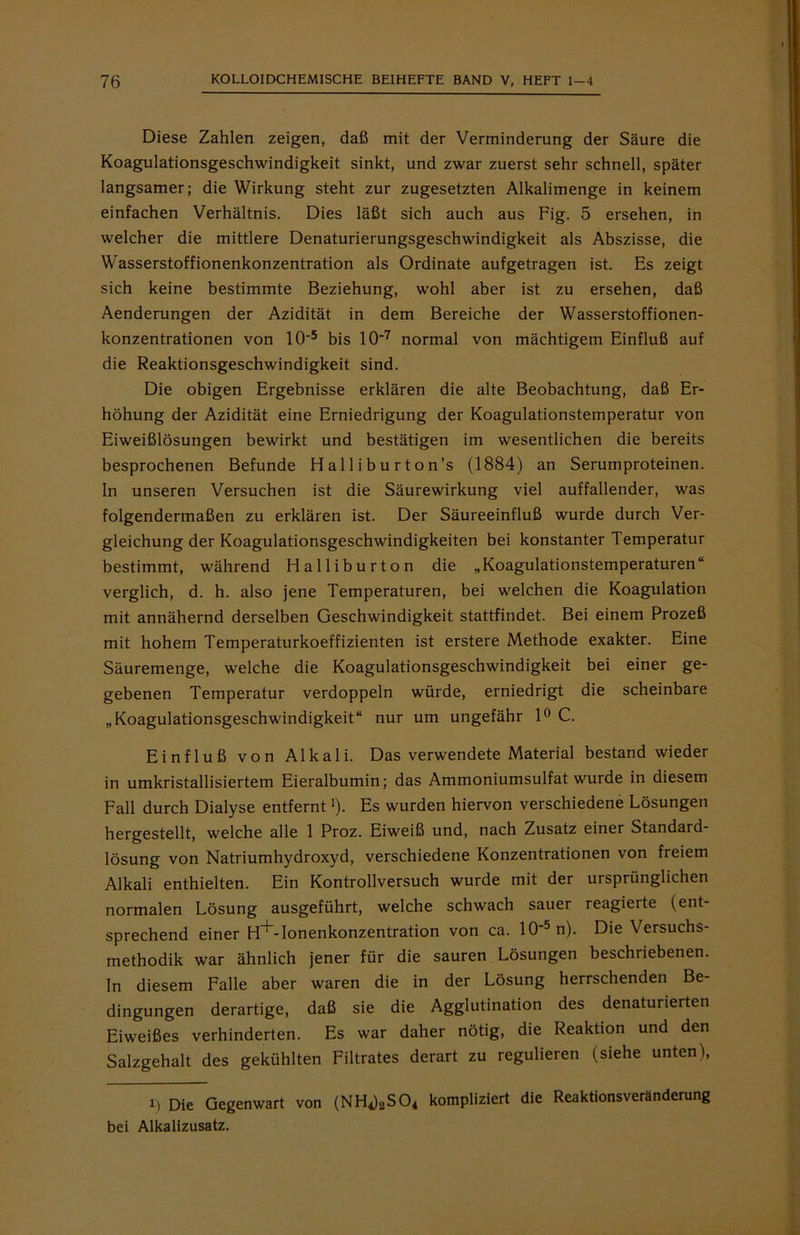 76 KOLLOIDCHEMISCHE BEIHEFTE BAND V, HEFT 1—4
Diese Zahlen zeigen, daß mit der Verminderung der Säure die
Koagulationsgeschwindigkeit sinkt, und zwar zuerst sehr schnell, später
langsamer; die Wirkung steht zur zugesetzten Alkalimenge in keinem
einfachen Verhältnis. Dies läßt sich auch aus Fig. 5 ersehen, in
welcher die mittlere Denaturierungsgeschwindigkeit als Abszisse, die
Wasserstoffionenkonzentration als Ordinate aufgetragen ist. Es zeigt
sich keine bestimmte Beziehung, wohl aber ist zu ersehen, daß
Aenderungen der Azidität in dem Bereiche der Wasserstoffionen-
konzentrationen von 10⁻⁵ bis 10⁻⁷ normal von mächtigem Einfluß auf
die Reaktionsgeschwindigkeit sind.
Die obigen Ergebnisse erklären die alte Beobachtung, daß Er-
höhung der Azidität eine Erniedrigung der Koagulationstemperatur von
Eiweißlösungen bewirkt und bestätigen im wesentlichen die bereits
besprochenen Befunde Halliburton's (1884) an Serumproteinen.
In unseren Versuchen ist die Säurewirkung viel auffallender, was
folgendermaßen zu erklären ist. Der Säureeinfluß wurde durch Ver-
gleichung der Koagulationsgeschwindigkeiten bei konstanter Temperatur
bestimmt, während Halliburton die „Koagulationstemperaturen“
verglich, d. h. also jene Temperaturen, bei welchen die Koagulation
mit annähernd derselben Geschwindigkeit stattfindet. Bei einem Prozeß
mit hohem Temperaturkoeffizienten ist erstere Methode exakter. Eine
Säuremenge, welche die Koagulationsgeschwindigkeit bei einer ge-
gebenen Temperatur verdoppeln würde, erniedrigt die scheinbare
„Koagulationsgeschwindigkeit“ nur um ungefähr 1⁰ C.
Einfluß von Alkali. Das verwendete Material bestand wieder
in umkristallisiertem Eieralbumin; das Ammoniumsulfat wurde in diesem
Fall durch Dialyse entfernt ¹). Es wurden hiervon verschiedene Lösungen
hergestellt, welche alle 1 Proz. Eiweiß und, nach Zusatz einer Standard-
lösung von Natriumhydroxyd, verschiedene Konzentrationen von freiem
Alkali enthielten. Ein Kontrollversuch wurde mit der ursprünglichen
normalen Lösung ausgeführt, welche schwach sauer reagierte (ent-
sprechend einer H⁺-Ionenkonzentration von ca. 10⁻⁵ n). Die Versuchs-
methodik war ähnlich jener für die sauren Lösungen beschriebenen.
In diesem Falle aber waren die in der Lösung herrschenden Be-
dingungen derartige, daß sie die Agglutination des denaturierten
Eiweißes verhinderten. Es war daher nötig, die Reaktion und den
Salzgehalt des gekühlten Filtrates derart zu regulieren (siehe unten),
¹) Die Gegenwart von (NH₄)₂SO₄ kompliziert die Reaktionsveränderung
bei Alkalizusatz.